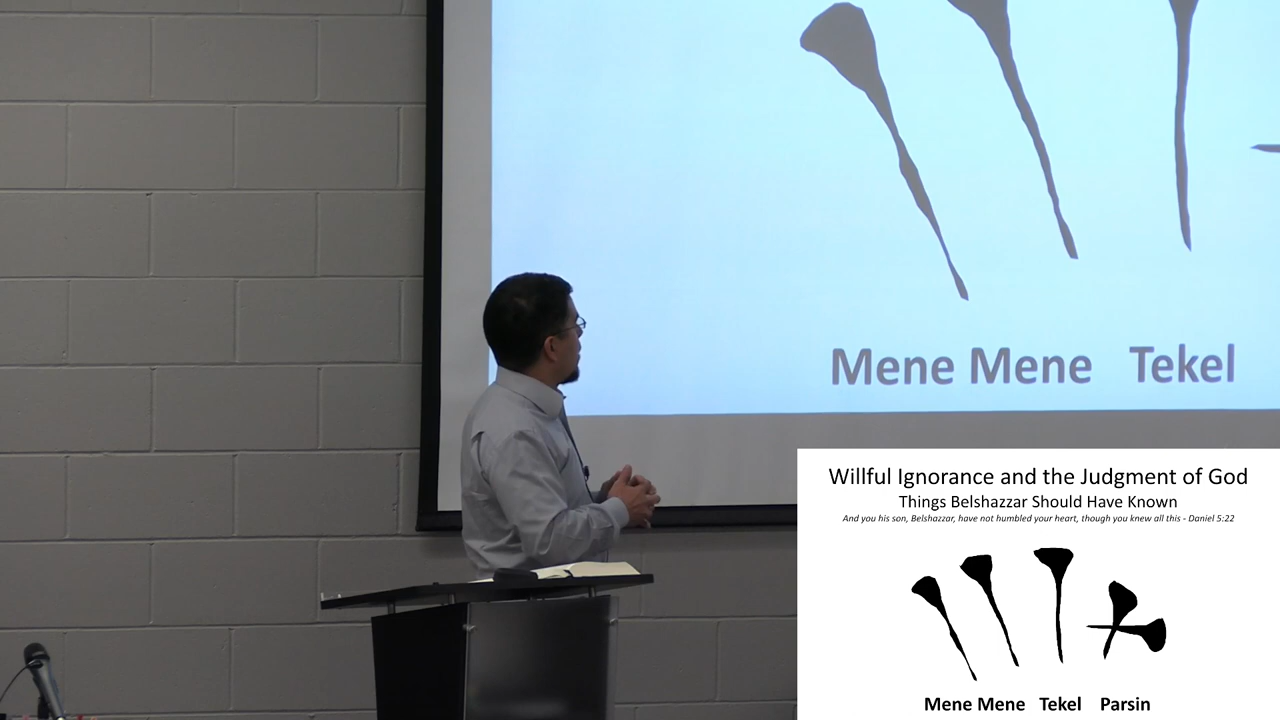 Mene Mene Tekel
Willful Ignorance and the Judgment of God
Things Belshazzar Should Have Known
And you his son, Belshazzar, have not humbled your heart, though you knew all this - Daniel 5:22
Mene Mene Tekel Parsin